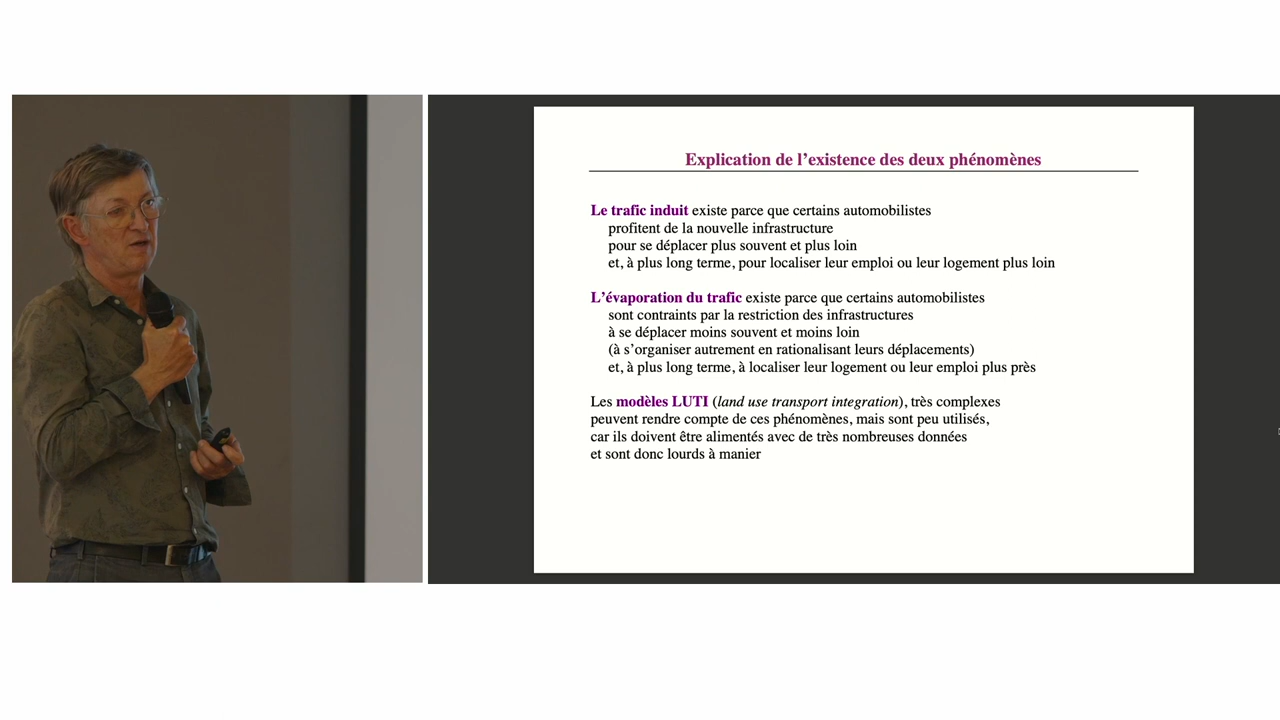 Explication de l’existence des deux phénomènes
Le trafic induit existe parce que certains automobilistes
profitent de la nouvelle infrastructure
pour se déplacer plus souvent et plus loin
et, à plus long terme, pour localiser leur emploi ou leur logement plus loin
L’évaporation du trafic existe parce que certains automobilistes
sont contraints par la restriction des infrastructures
à se déplacer moins souvent et moins loin
(à s’organiser autrement en rationalisant leurs déplacements)
et, à plus long terme, à localiser leur logement ou leur emploi plus près
Les modèles LUTI (land use transport integration), très complexes
peuvent rendre compte de ces phénomènes, mais sont peu utilisés,
car ils doivent être alimentés avec de très nombreuses données
et sont donc lourds à manier